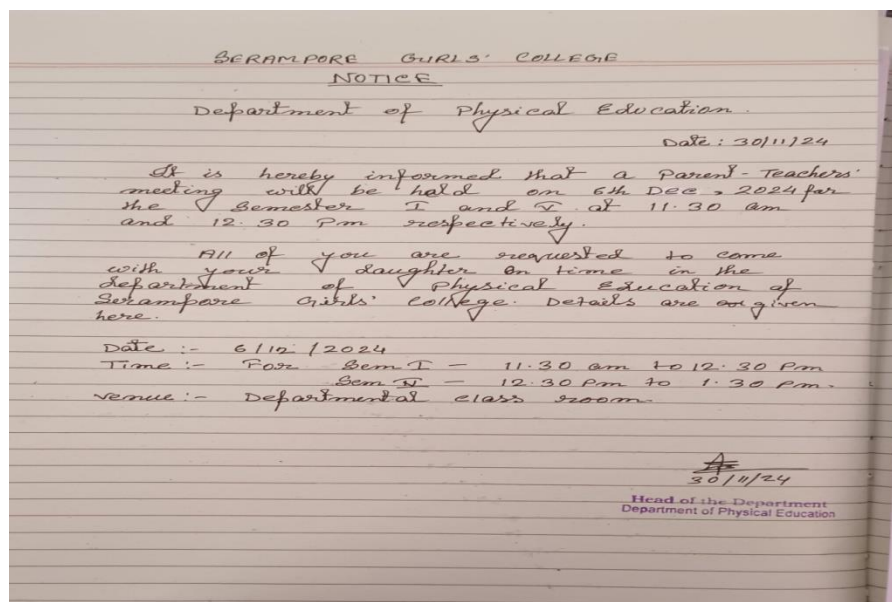 SERAMPORE GIRLS' COLLEGE
NOTICE
Department of Physical Education.
Date: 30/11/24
It is hereby informed that a Parent-Teachers'
meeting will be held on 6th Dec, 2024 for
the Semester I and V at 11.30 am
and 12.30 Pm respectively.
All of you are requested to come
with your daughter on time in the
department of Physical Education of
Serampore Girls' College. Details are given
here.
Date :- 6/12/2024
Time :- For Sem I - 11.30 am to 12.30 Pm
Sem - 12.30 Pm to 1.30 Pm.
Venue :- Departmental class room
30/11/24
Head of the Department
Department of Physical Education